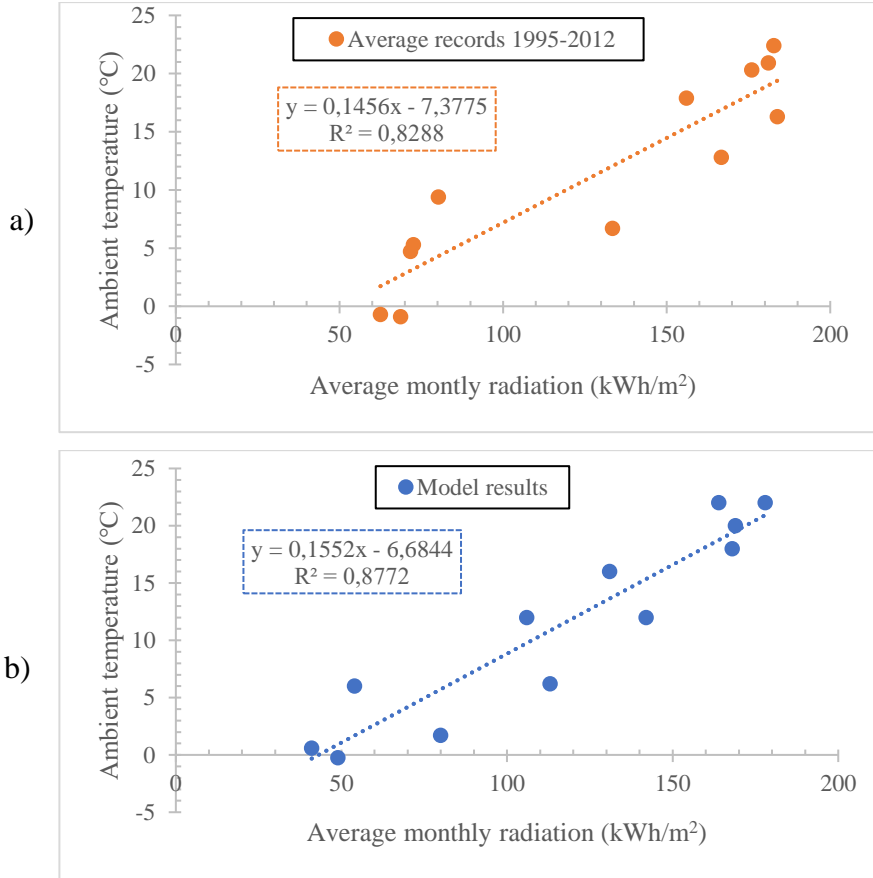 a)
Ambient temperature (°C)
25
20
15
10
5
0
-5
Average records 1995-2012
y = 0,1456x - 7,3775
R² = 0,8288
0
50
100
150
200
Average montly radiation (kWh/m²)
b)
Ambient temperature (°C)
25
20
15
10
5
0
-5
Model results
y = 0,1552x - 6,6844
R² = 0,8772
0
50
100
150
200
Average monthly radiation (kWh/m²)